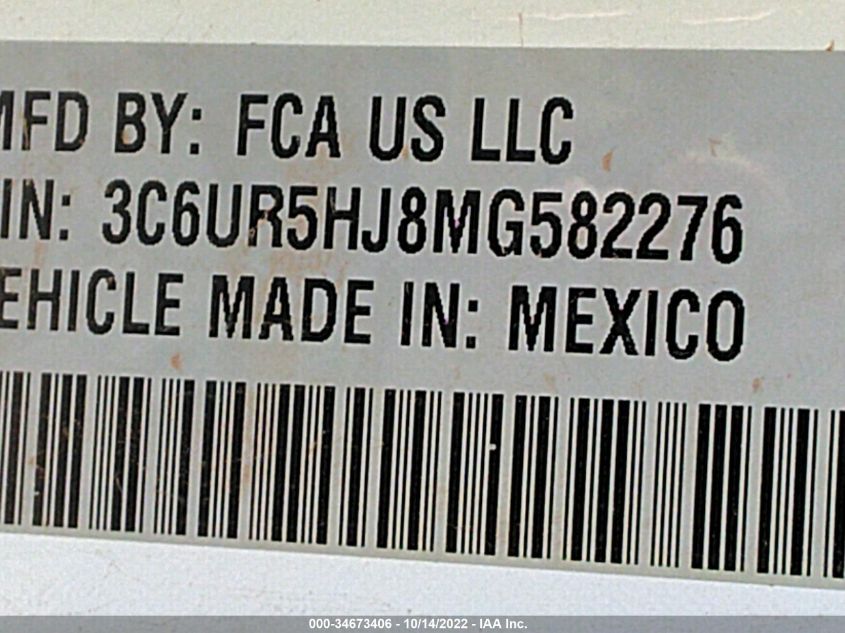 MFD BY: FCA US LLC
IN: 3C6UR5HJ8MG582276
EHICLE MADE IN: MEXICO
000-34673406 - 10/14/2022 - IAA Inc.